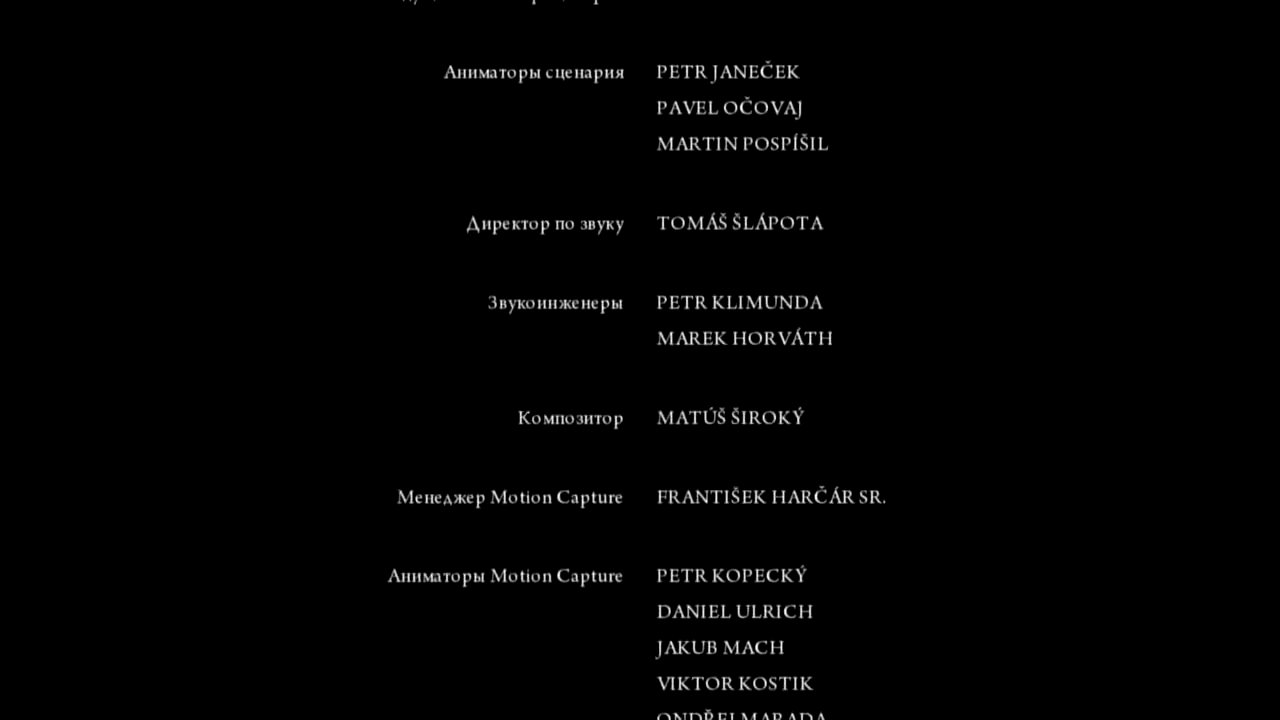 Аниматоры сценария PETR JANEČEK
PAVEL OČOVAJ
MARTIN POSPÍŠIL
Директор по звуку TOMÁŠ ŠLÁPOTA
Звукоинженеры PETR KLIMUNDA
MAREK HORVÁTH
Композитор MATÚŠ ŠIROKÝ
Менеджер Motion Capture FRANTIŠEK HARČÁR SR.
Аниматоры Motion Capture PETR KOPECKÝ
DANIEL ULRICH
JAKUB MACH
VIKTOR KOSTIK
ONDŘEJ MARADA